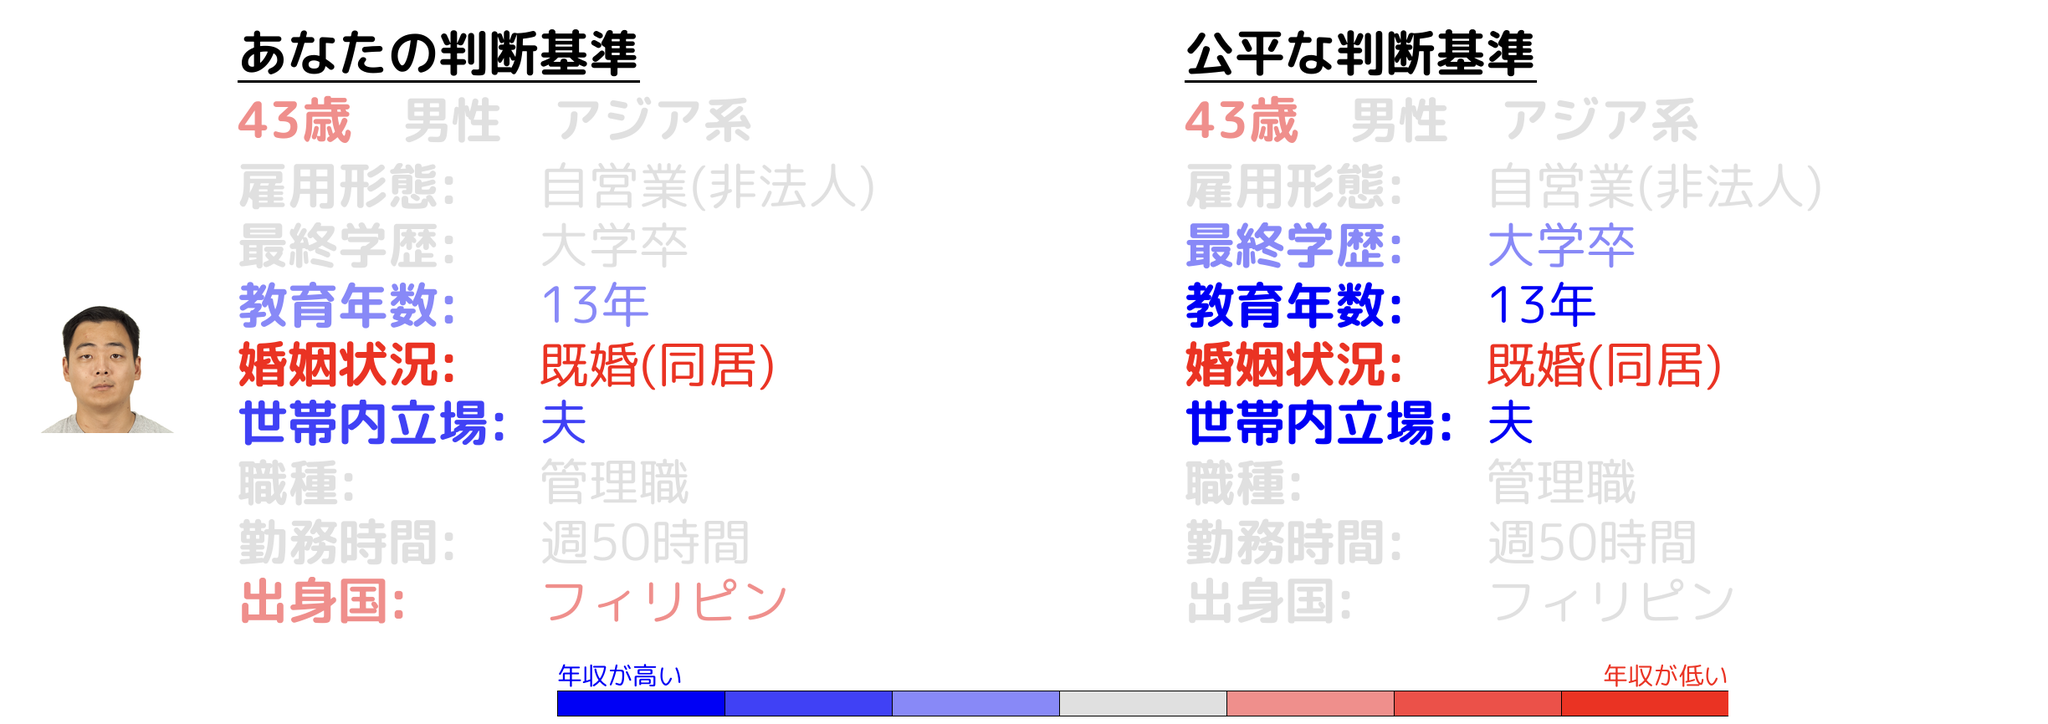 あなたの判断基準
43歳 男性 アジア系
雇用形態: 自営業(非法人)
最終学歴: 大学卒
教育年数: 13年
婚姻状況: 既婚(同居)
世帯内立場: 夫
職種: 管理職
勤務時間: 週50時間
出身国: フィリピン
公平な判断基準
43歳 男性 アジア系
雇用形態: 自営業(非法人)
最終学歴: 大学卒
教育年数: 13年
婚姻状況: 既婚(同居)
世帯内立場: 夫
職種: 管理職
勤務時間: 週50時間
出身国: フィリピン
年収が高い 年収が低い